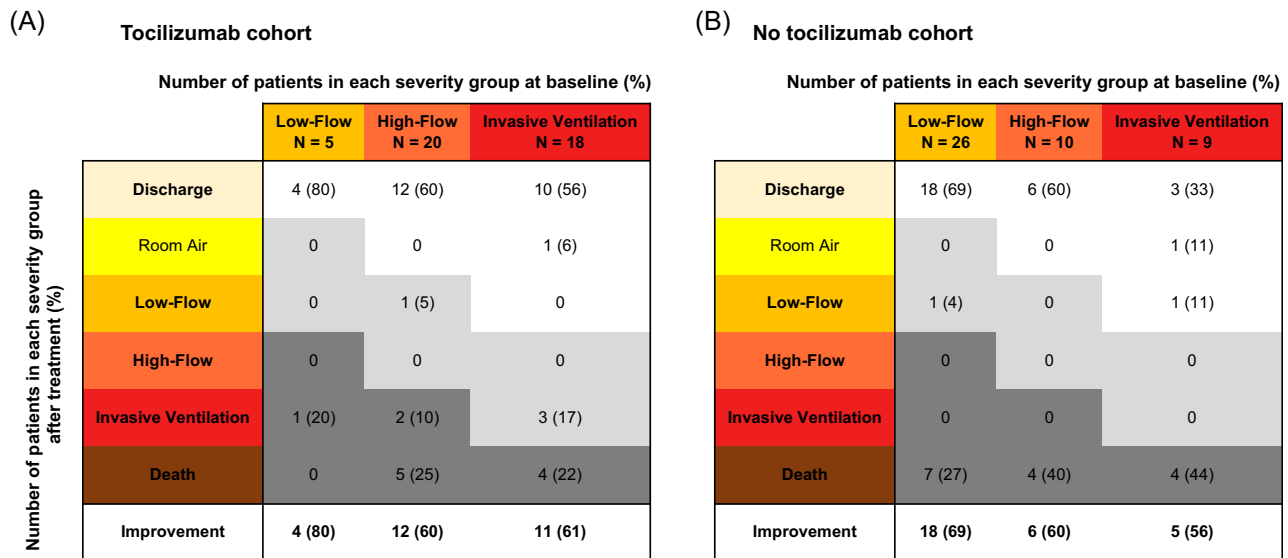 (A)
Tocilizumab cohort
Number of patients in each severity group at baseline (%)
Low-Flow High-Flow Invasive Ventilation
N = 5 N = 20 N = 18
Number of patients in each severity group
after treatment (%)
Discharge 4 (80) 12 (60) 10 (56)
Room Air 0 0 1 (6)
Low-Flow 0 1 (5) 0
High-Flow 0 0 0
Invasive Ventilation 1 (20) 2 (10) 3 (17)
Death 0 5 (25) 4 (22)
Improvement 4 (80) 12 (60) 11 (61)
(B)
No tocilizumab cohort
Number of patients in each severity group at baseline (%)
Low-Flow High-Flow Invasive Ventilation
N = 26 N = 10 N = 9
Discharge 18 (69) 6 (60) 3 (33)
Room Air 0 0 1 (11)
Low-Flow 1 (4) 0 1 (11)
High-Flow 0 0 0
Invasive Ventilation 0 0 0
Death 7 (27) 4 (40) 4 (44)
Improvement 18 (69) 6 (60) 5 (56)